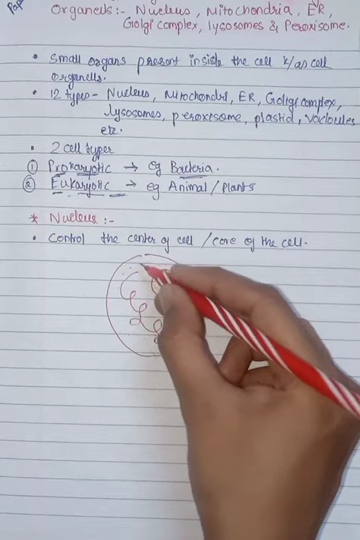 Organells:- Nucleus, Mitochondria, ER,
Golgi complex, lysosomes & Peroxisome.
• Small organs present inside the cell k/as cell
organells.
• 12 types - Nucleus, Mitochondri, ER, Golgi complex,
lysosomes, peroxisome, plastid, Vacuoles
etc.
• 2 cell types
① Prokaryotic → eg Bacteria.
② Eukaryotic → eg Animal/Plants
* Nucleus :-
• Control the center of cell / core of the cell.